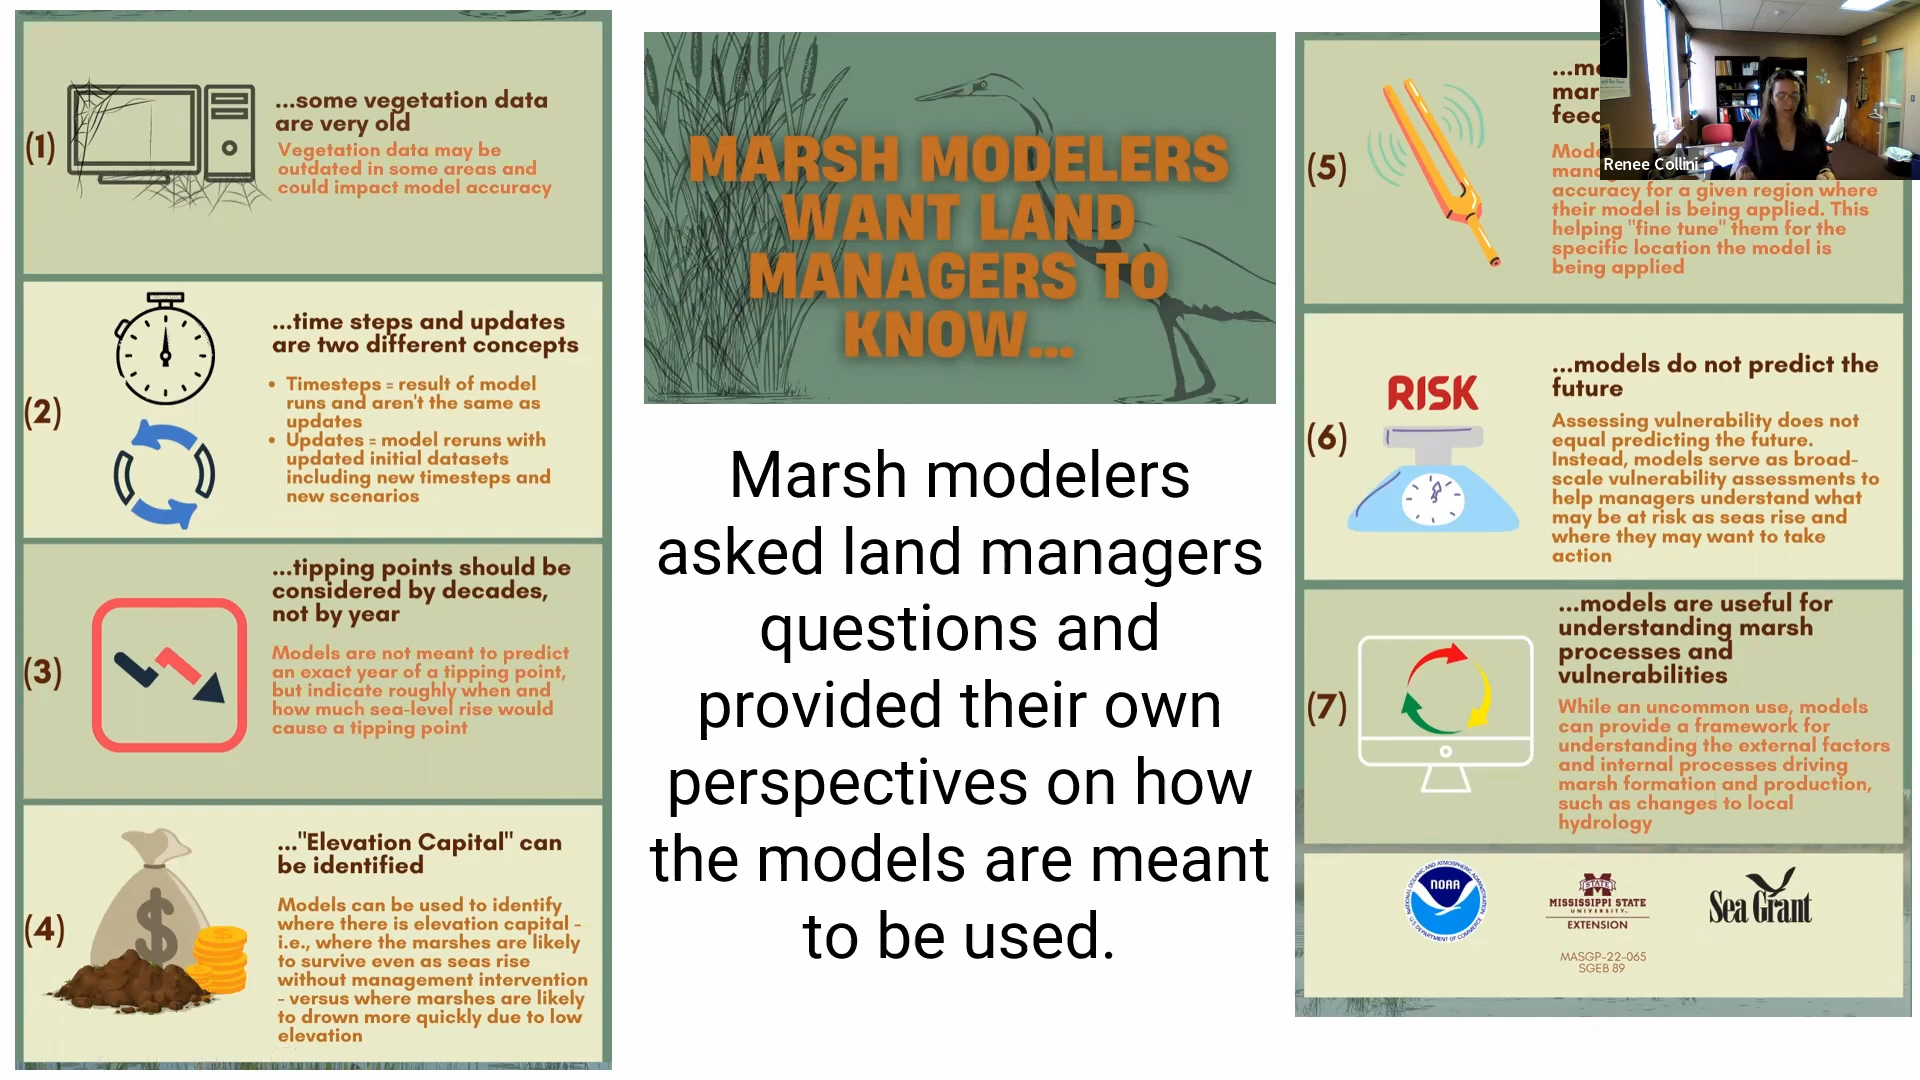 (1)
...some vegetation data
are very old
Vegetation data may be
outdated in some areas and
could impact model accuracy
(2)
...time steps and updates
are two different concepts
• Timesteps = result of model
runs and aren't the same as
updates
• Updates = model reruns with
updated initial datasets
including new timesteps and
new scenarios
(3)
...tipping points should be
considered by decades,
not by year
Models are not meant to predict
an exact year of a tipping point,
but indicate roughly when and
how much sea-level rise would
cause a tipping point
(4)
$
..."Elevation Capital" can
be identified
Models can be used to identify
where there is elevation capital -
i.e., where the marshes are likely
to survive even as seas rise
without management intervention
- versus where marshes are likely
to drown more quickly due to low
elevation
MARSH MODELERS
WANT LAND
MANAGERS TO
KNOW...
Marsh modelers
asked land managers
questions and
provided their own
perspectives on how
the models are meant
to be used.
(5)
accuracy for a given region where
their model is being applied. This
helping "fine tune" them for the
specific location the model is
being applied
Renee Collini
(6)
RISK
...models do not predict the
future
Assessing vulnerability does not
equal predicting the future.
Instead, models serve as broad-
scale vulnerability assessments to
help managers understand what
may be at risk as seas rise and
where they may want to take
action
(7)
...models are useful for
understanding marsh
processes and
vulnerabilities
While an uncommon use, models
can provide a framework for
understanding the external factors
and internal processes driving
marsh formation and production,
such as changes to local
hydrology
NATIONAL OCEANIC AND ATMOSPHERIC ADMINISTRATION
NOAA
U.S. DEPARTMENT OF COMMERCE
STATE
MISSISSIPPI STATE
UNIVERSITY
EXTENSION
Sea Grant
MASGP-22-065
SGEB 89